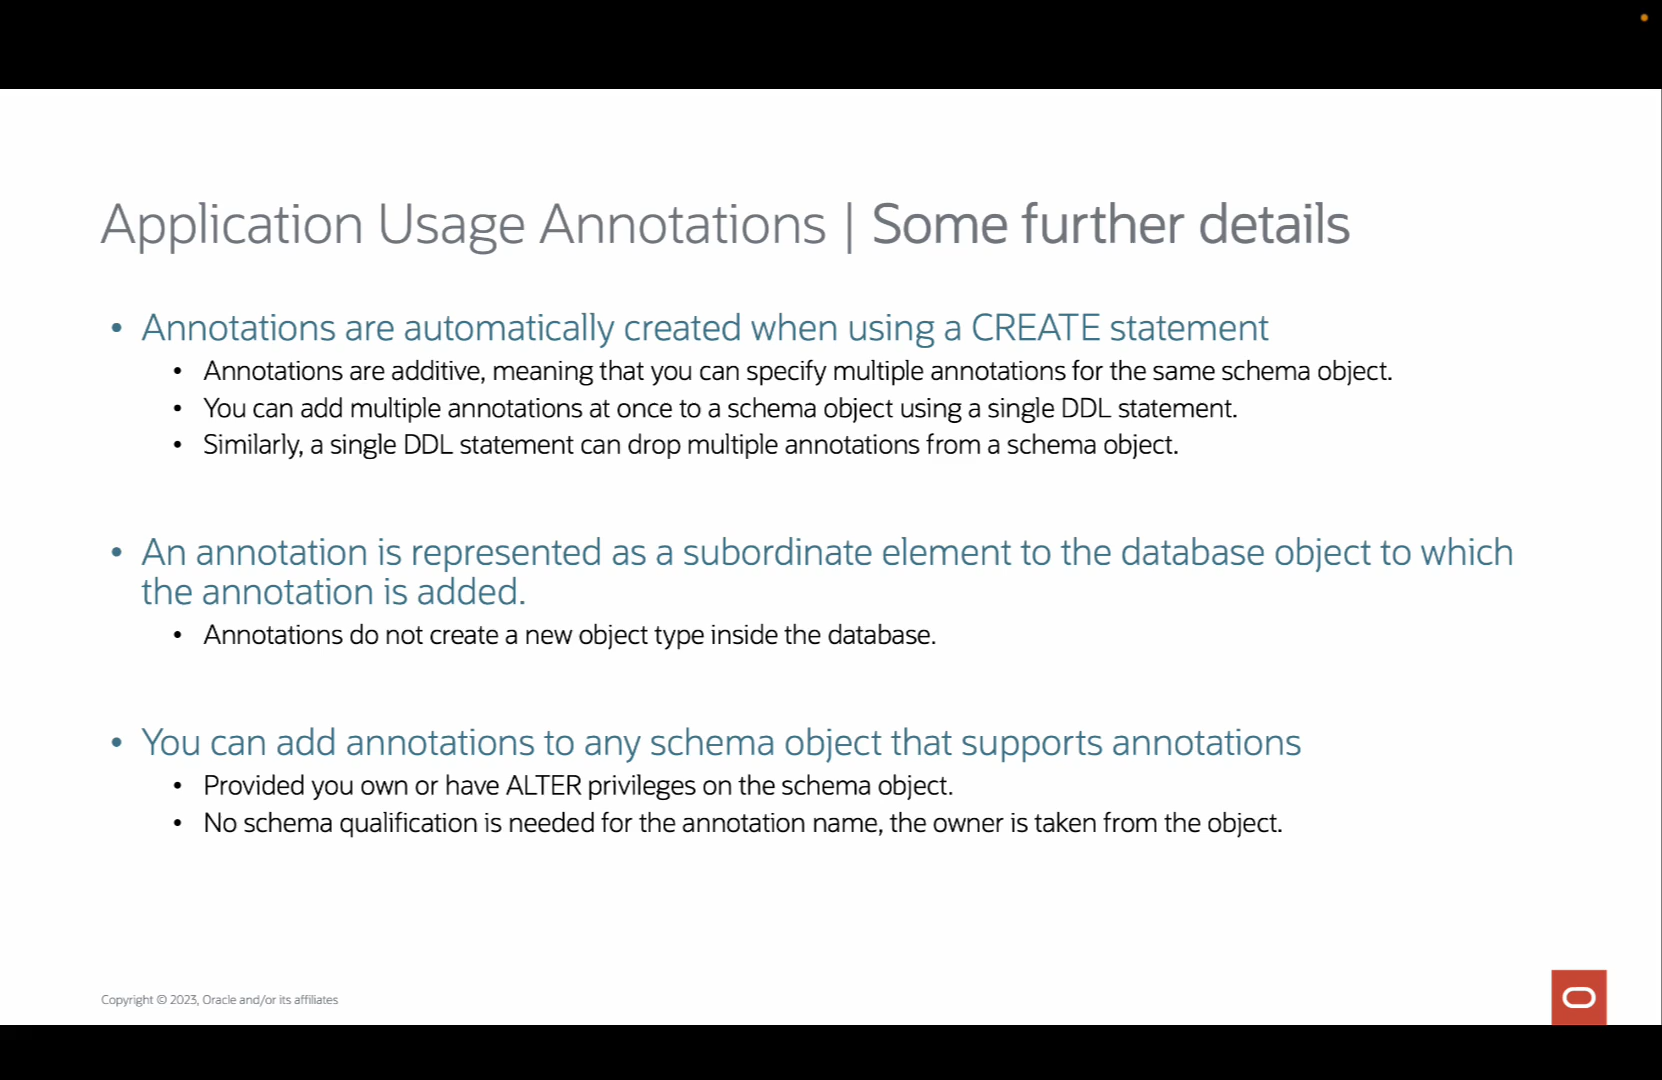 Application Usage Annotations | Some further details
• Annotations are automatically created when using a CREATE statement
• Annotations are additive, meaning that you can specify multiple annotations for the same schema object.
• You can add multiple annotations at once to a schema object using a single DDL statement.
• Similarly, a single DDL statement can drop multiple annotations from a schema object.
• An annotation is represented as a subordinate element to the database object to which
the annotation is added.
• Annotations do not create a new object type inside the database.
• You can add annotations to any schema object that supports annotations
• Provided you own or have ALTER privileges on the schema object.
• No schema qualification is needed for the annotation name, the owner is taken from the object.
Copyright © 2023, Oracle and/or its affiliates